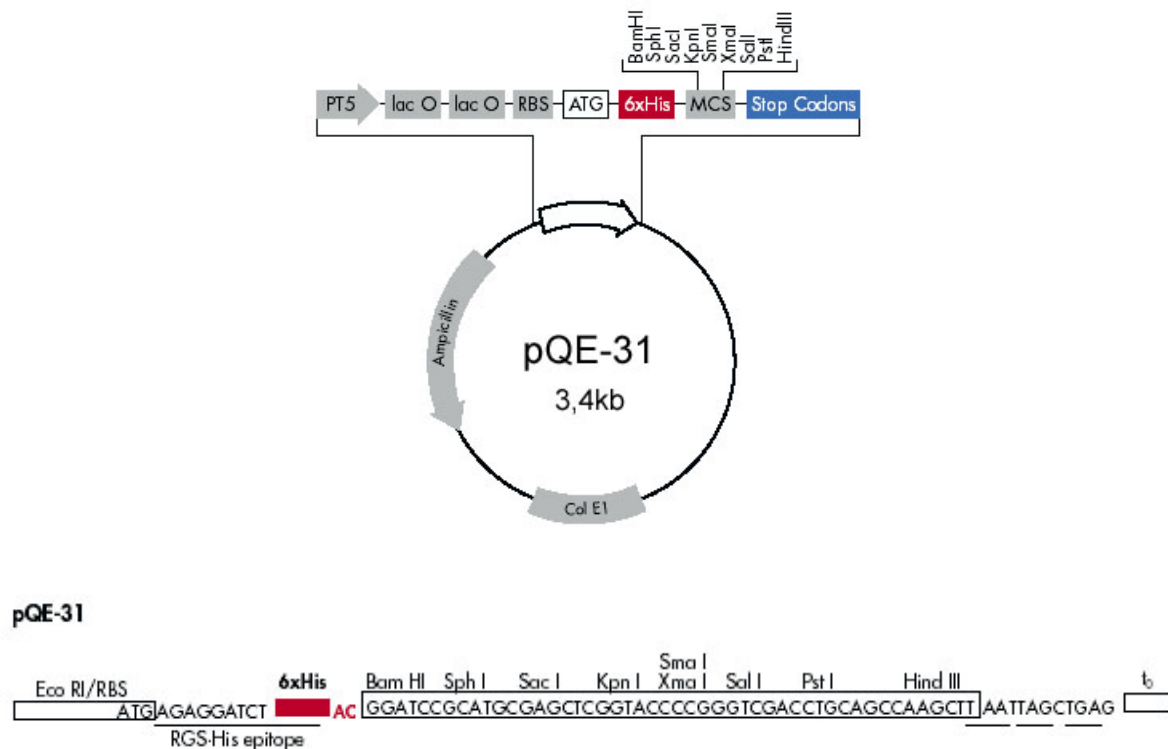 BamHI
SphI
SacI
KpnI
SmaI
XmaI
SalI
PstI
HindIII
PT5 lac O lac O RBS ATG 6xHis MCS Stop Codons
Ampicillin
pQE-31
3,4kb
Col E1
pQE-31
Sma I
Eco RI/RBS 6xHis Bam HI Sph I Sac I Kpn I Xma I Sal I Pst I Hind III t₀
ATG AGAGGATCT AC GGATCCGCATGCGAGCTCGGTACCCCGGGTCGACCTGCAGCCAAGCTT AATTAGCTGAG
RGS-His epitope